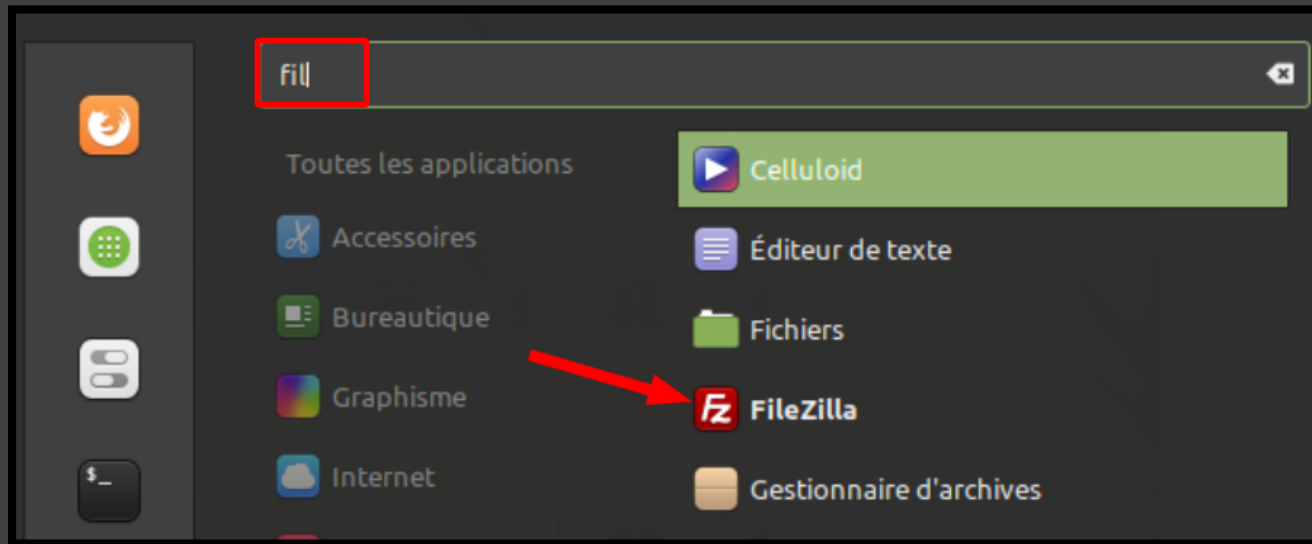 fil
Toutes les applications
Accessoires
Bureautique
Graphisme
Internet
Celluloid
Éditeur de texte
Fichiers
FileZilla
Gestionnaire d'archives
$_